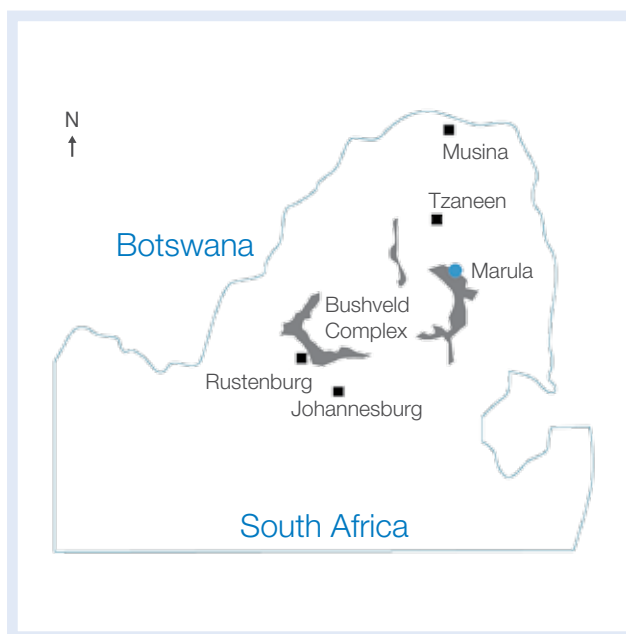 N
Musina
Tzaneen
Botswana
Marula
Bushveld
Complex
Rustenburg
Johannesburg
South Africa